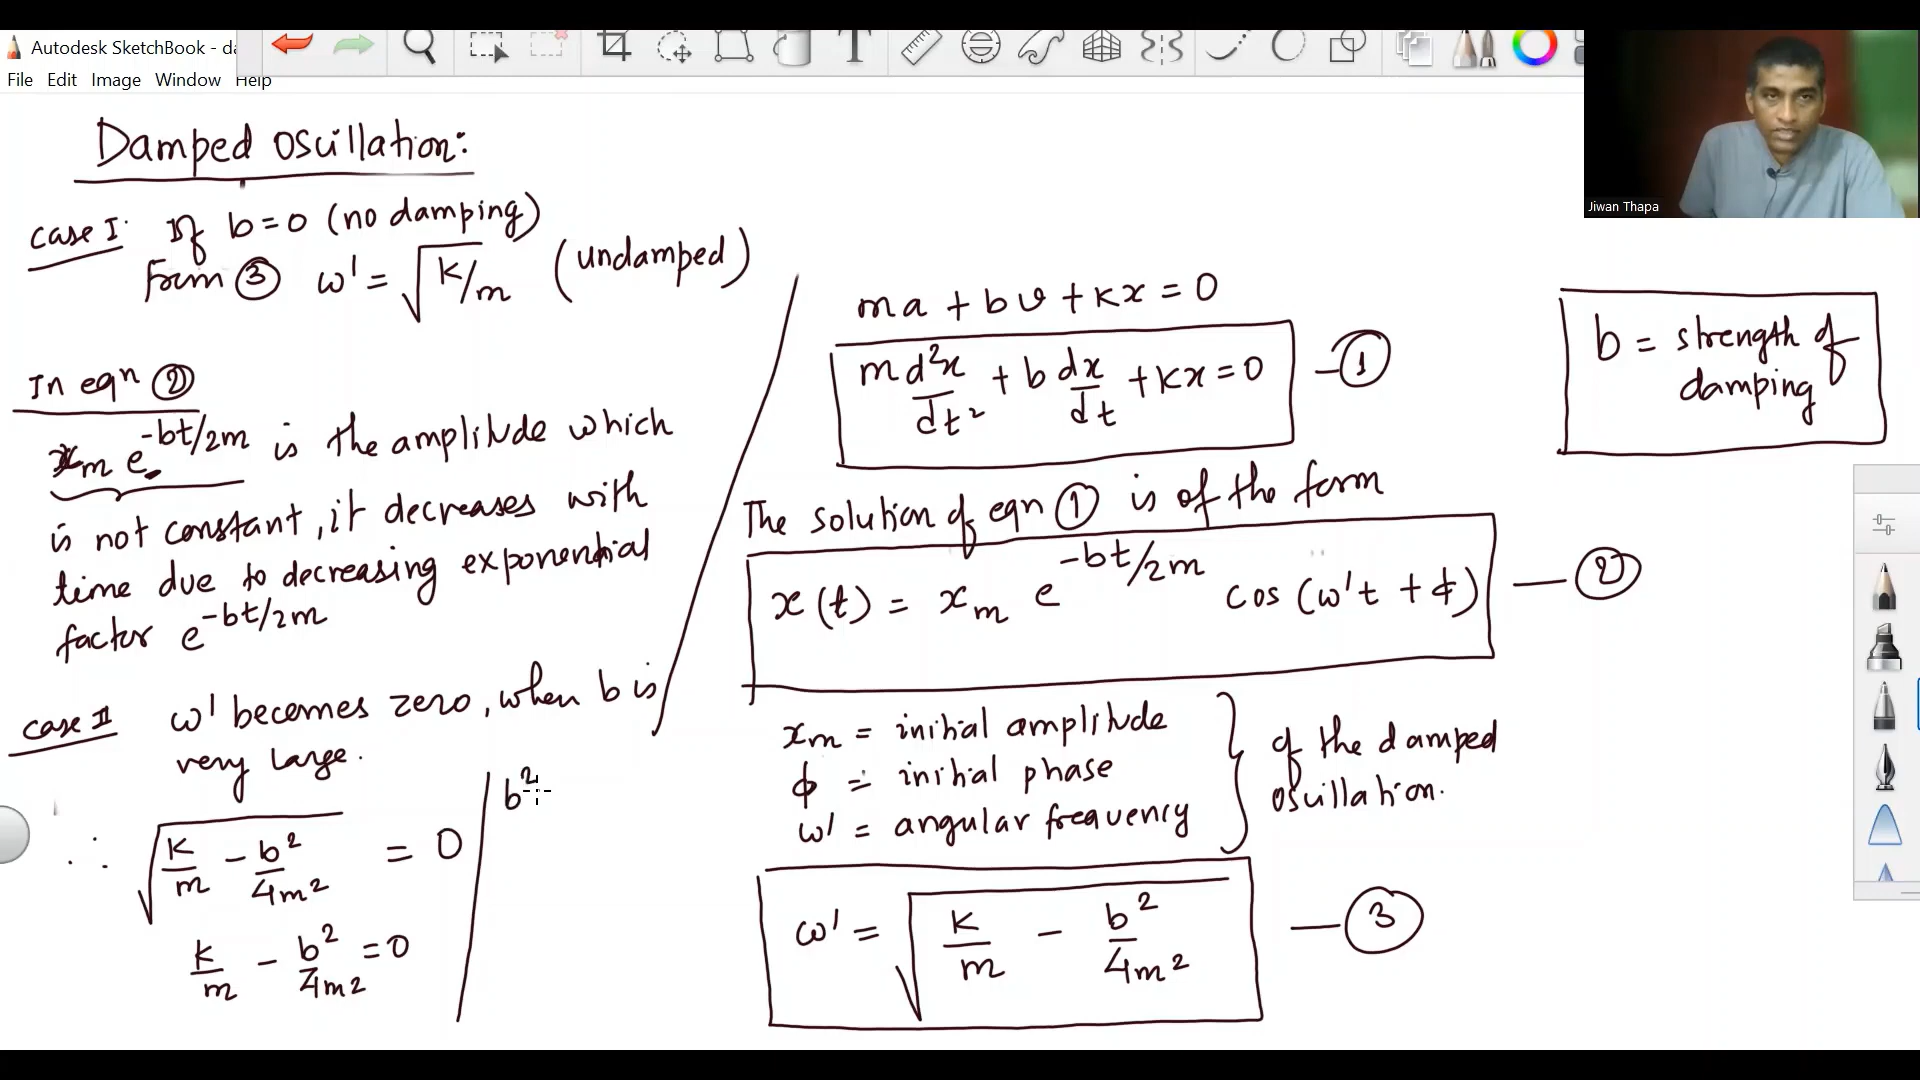 Autodesk SketchBook - da
File Edit Image Window Help
Jiwan Thapa
Damped oscillation:
case I: If b = 0 (no damping)
From ③ ω' = √k/m (undamped)
In eqn ②
xm e^-bt/2m is the amplitude which
is not constant, it decreases with
time due to decreasing exponential
factor e^-bt/2m
case II ω' becomes zero, when b is
very large.
∴ √(k/m - b²/4m²) = 0
k/m - b²/4m² = 0
b²
ma + bv + kx = 0
m d²x/dt² + b dx/dt + kx = 0 - ①
The solution of eqn ① is of the form
x(t) = xm e^-bt/2m cos (ω't + ϕ) — ②
xm = initial amplitude
ϕ = initial phase
ω' = angular frequency
of the damped
oscillation.
ω' = √(k/m - b²/4m²) — ③
b = strength of
damping